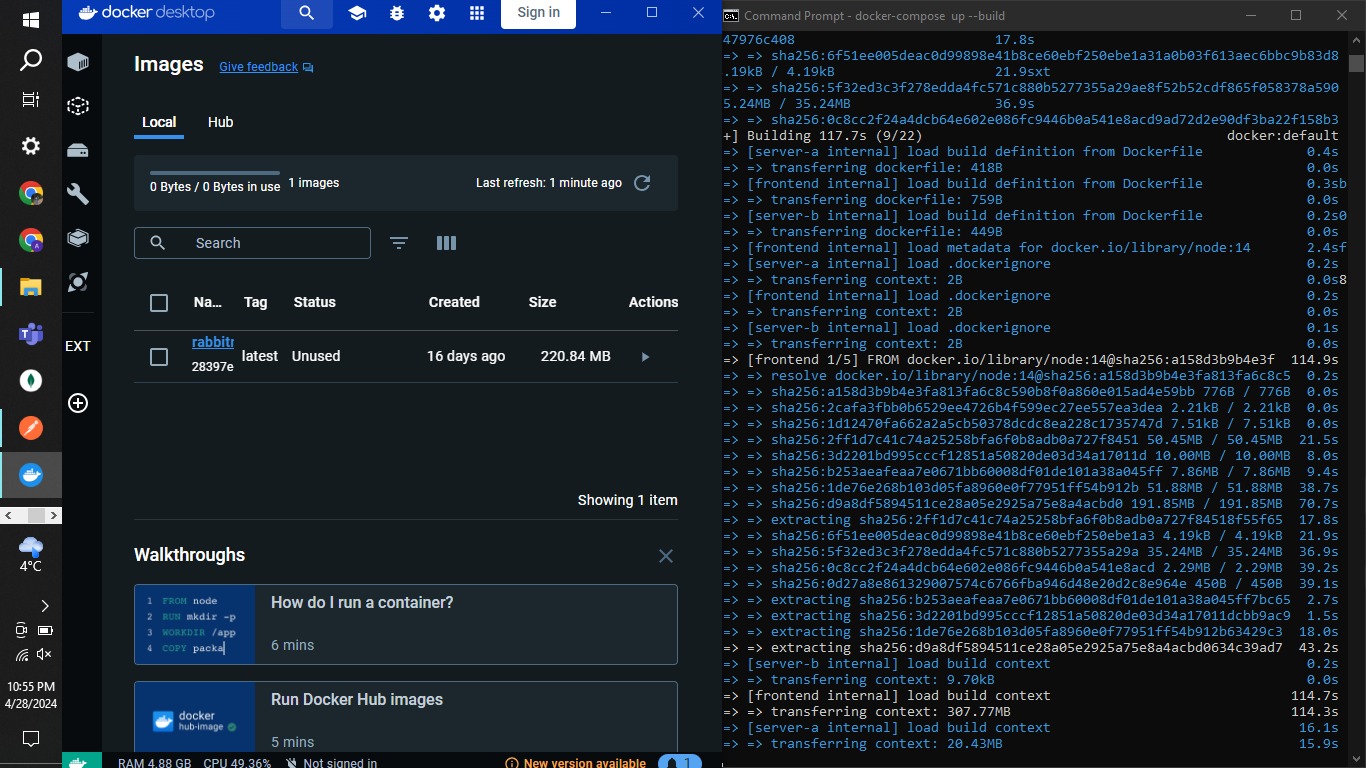 docker desktop
Sign in
Images Give feedback
Local Hub
0 Bytes / 0 Bytes in use 1 images Last refresh: 1 minute ago
Search
Na... Tag Status Created Size Actions
rabbit
28397e latest Unused 16 days ago 220.84 MB
Showing 1 item
EXT
Walkthroughs
1 FROM node
2 RUN mkdir -p
3 WORKDIR /app
4 COPY packa
How do I run a container?
6 mins
docker
hub-image
Run Docker Hub images
5 mins
RAM 4.88 GB CPU 49.36% Not signed in New version available 1
4°C
10:55 PM
4/28/2024
Command Prompt - docker-compose up --build
47976c408 17.8s
=> => sha256:6f51ee005deac0d99898e41b8ce60ebf250ebe1a31a0b03f613aec6bbc9b83d8
.19kB / 4.19kB 21.9sxt
=> => sha256:5f32ed3c3f278edda4fc571c880b5277355a29ae8f52b52cdf865f058378a590
5.24MB / 35.24MB 36.9s
=> => sha256:0c8cc2f24a4dcb64e602e086fc9446b0a541e8acd9ad72d2e90df3ba22f158b3
+] Building 117.7s (9/22) docker:default
=> [server-a internal] load build definition from Dockerfile 0.4s
=> => transferring dockerfile: 418B 0.0s
=> [frontend internal] load build definition from Dockerfile 0.3sb
=> => transferring dockerfile: 759B 0.0s
=> [server-b internal] load build definition from Dockerfile 0.2s0
=> => transferring dockerfile: 449B 0.0s
=> [frontend internal] load metadata for docker.io/library/node:14 2.4sf
=> [server-a internal] load .dockerignore 0.2s
=> => transferring context: 2B 0.0s8
=> [frontend internal] load .dockerignore 0.2s
=> => transferring context: 2B 0.0s
=> [server-b internal] load .dockerignore 0.1s
=> => transferring context: 2B 0.0s
=> [frontend 1/5] FROM docker.io/library/node:14@sha256:a158d3b9b4e3f 114.9s
=> => resolve docker.io/library/node:14@sha256:a158d3b9b4e3fa813fa6c8c5 0.2s
=> => sha256:a158d3b9b4e3fa813fa6c8c590b8f0a860e015ad4e59bb 776B / 776B 0.0s
=> => sha256:2cafa3fbb0b6529ee4726b4f599ec27ee557ea3dea 2.21kB / 2.21kB 0.0s
=> => sha256:1d12470fa662a2a5cb50378dcdc8ea228c1735747d 7.51kB / 7.51kB 0.0s
=> => sha256:2ff1d7c41c74a25258bfa6f0b8adb0a727f8451 50.45MB / 50.45MB 21.5s
=> => sha256:3d2201bd995cccf12851a50820de03d34a17011d 10.00MB / 10.00MB 8.0s
=> => sha256:b253aeafeaa7e0671bb60008df01de101a38a045ff 7.86MB / 7.86MB 9.4s
=> => sha256:1de76e268b103d05fa8960e0f77951ff54b912b 51.88MB / 51.88MB 38.7s
=> => sha256:d9a8df5894511ce28a05e2925a75e8a4acbd0 191.85MB / 191.85MB 70.7s
=> => extracting sha256:2ff1d7c41c74a25258bfa6f0b8adb0a727f84518f55f65 17.8s
=> => sha256:6f51ee005deac0d99898e41b8ce60ebf250ebe1a3 4.19kB / 4.19kB 21.9s
=> => sha256:5f32ed3c3f278edda4fc571c880b5277355a29a 35.24MB / 35.24MB 36.9s
=> => sha256:0c8cc2f24a4dcb64e602e086fc9446b0a541e8acd 2.29MB / 2.29MB 39.2s
=> => sha256:0d27a8e861329007574c6766fba946d48e20d2c8e964e 450B / 450B 39.1s
=> => extracting sha256:b253aeafeaa7e0671bb60008df01de101a38a045ff7bc65 2.7s
=> => extracting sha256:3d2201bd995cccf12851a50820de03d34a17011dcbb9ac9 1.5s
=> => extracting sha256:1de76e268b103d05fa8960e0f77951ff54b912b63429c3 18.0s
=> => extracting sha256:d9a8df5894511ce28a05e2925a75e8a4acbd0634c39ad7 43.2s
=> [server-b internal] load build context 0.2s
=> => transferring context: 9.70kB 0.0s
=> [frontend internal] load build context 114.7s
=> => transferring context: 307.77MB 114.3s
=> [server-a internal] load build context 16.1s
=> => transferring context: 20.43MB 15.9s